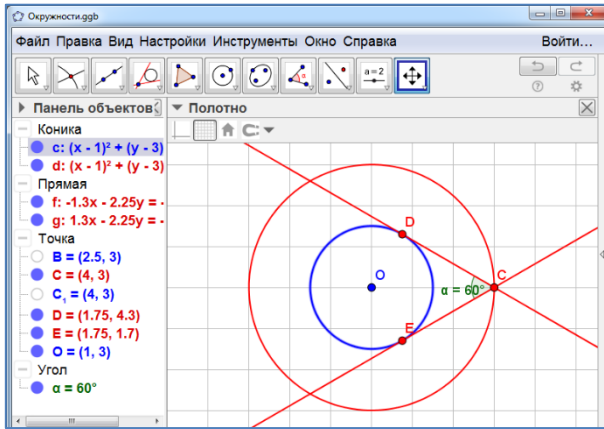 Окружности.ggb
Файл Правка Вид Настройки Инструменты Окно Справка Войти...
a=2
Панель объектов
Полотно
Коника
c: (x - 1)² + (y - 3)
d: (x - 1)² + (y - 3)
Прямая
f: -1.3x - 2.25y = -
g: 1.3x - 2.25y = -
Точка
B = (2.5, 3)
C = (4, 3)
C₁ = (4, 3)
D = (1.75, 4.3)
E = (1.75, 1.7)
O = (1, 3)
Угол
α = 60°
D
O
α = 60°
C
E